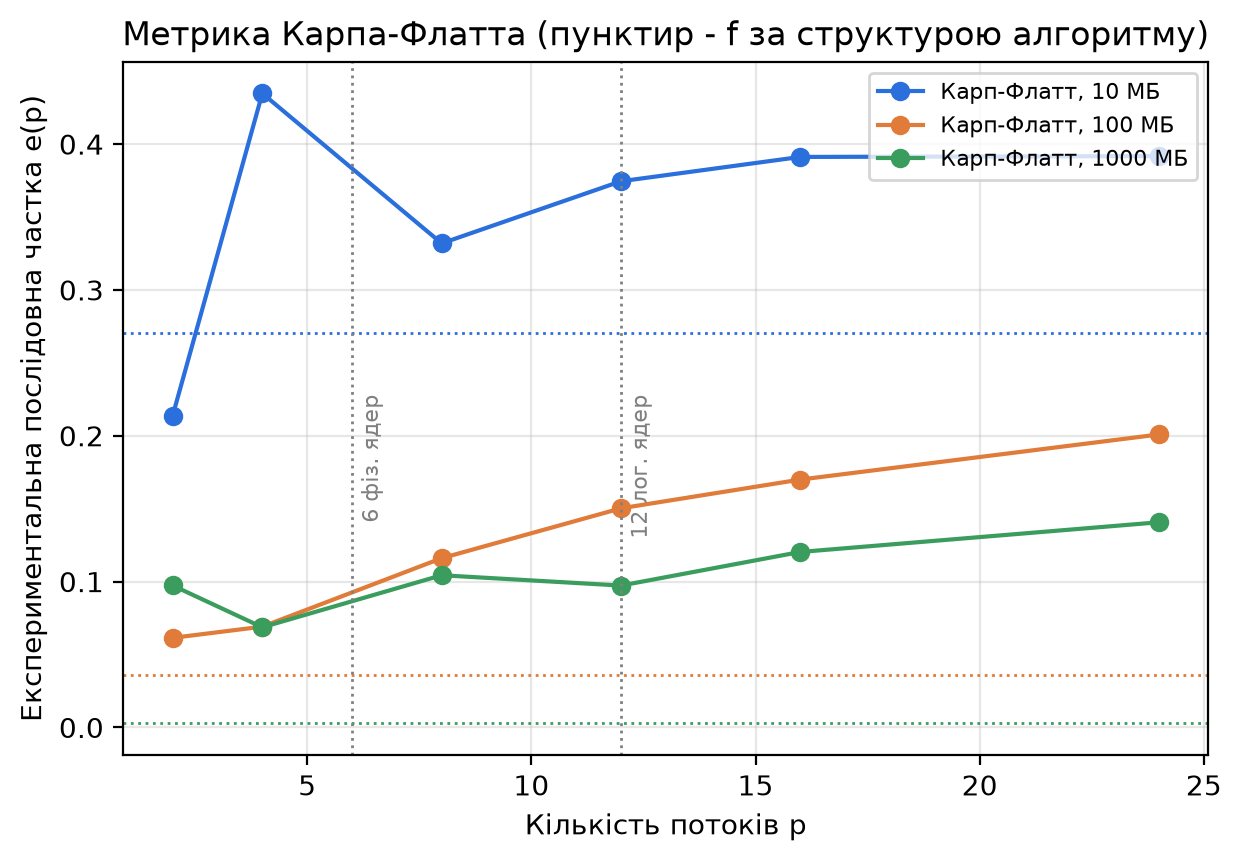 Метрика Карпа-Флатта (пунктир - f за структурою алгоритму)
Експериментальна послідовна частка e(p)
0.4
0.3
0.2
0.1
0.0
Карп-Флатт, 10 МБ
Карп-Флатт, 100 МБ
Карп-Флатт, 1000 МБ
6 фіз. ядер
12 лог. ядер
5
10
15
20
25
Кількість потоків p